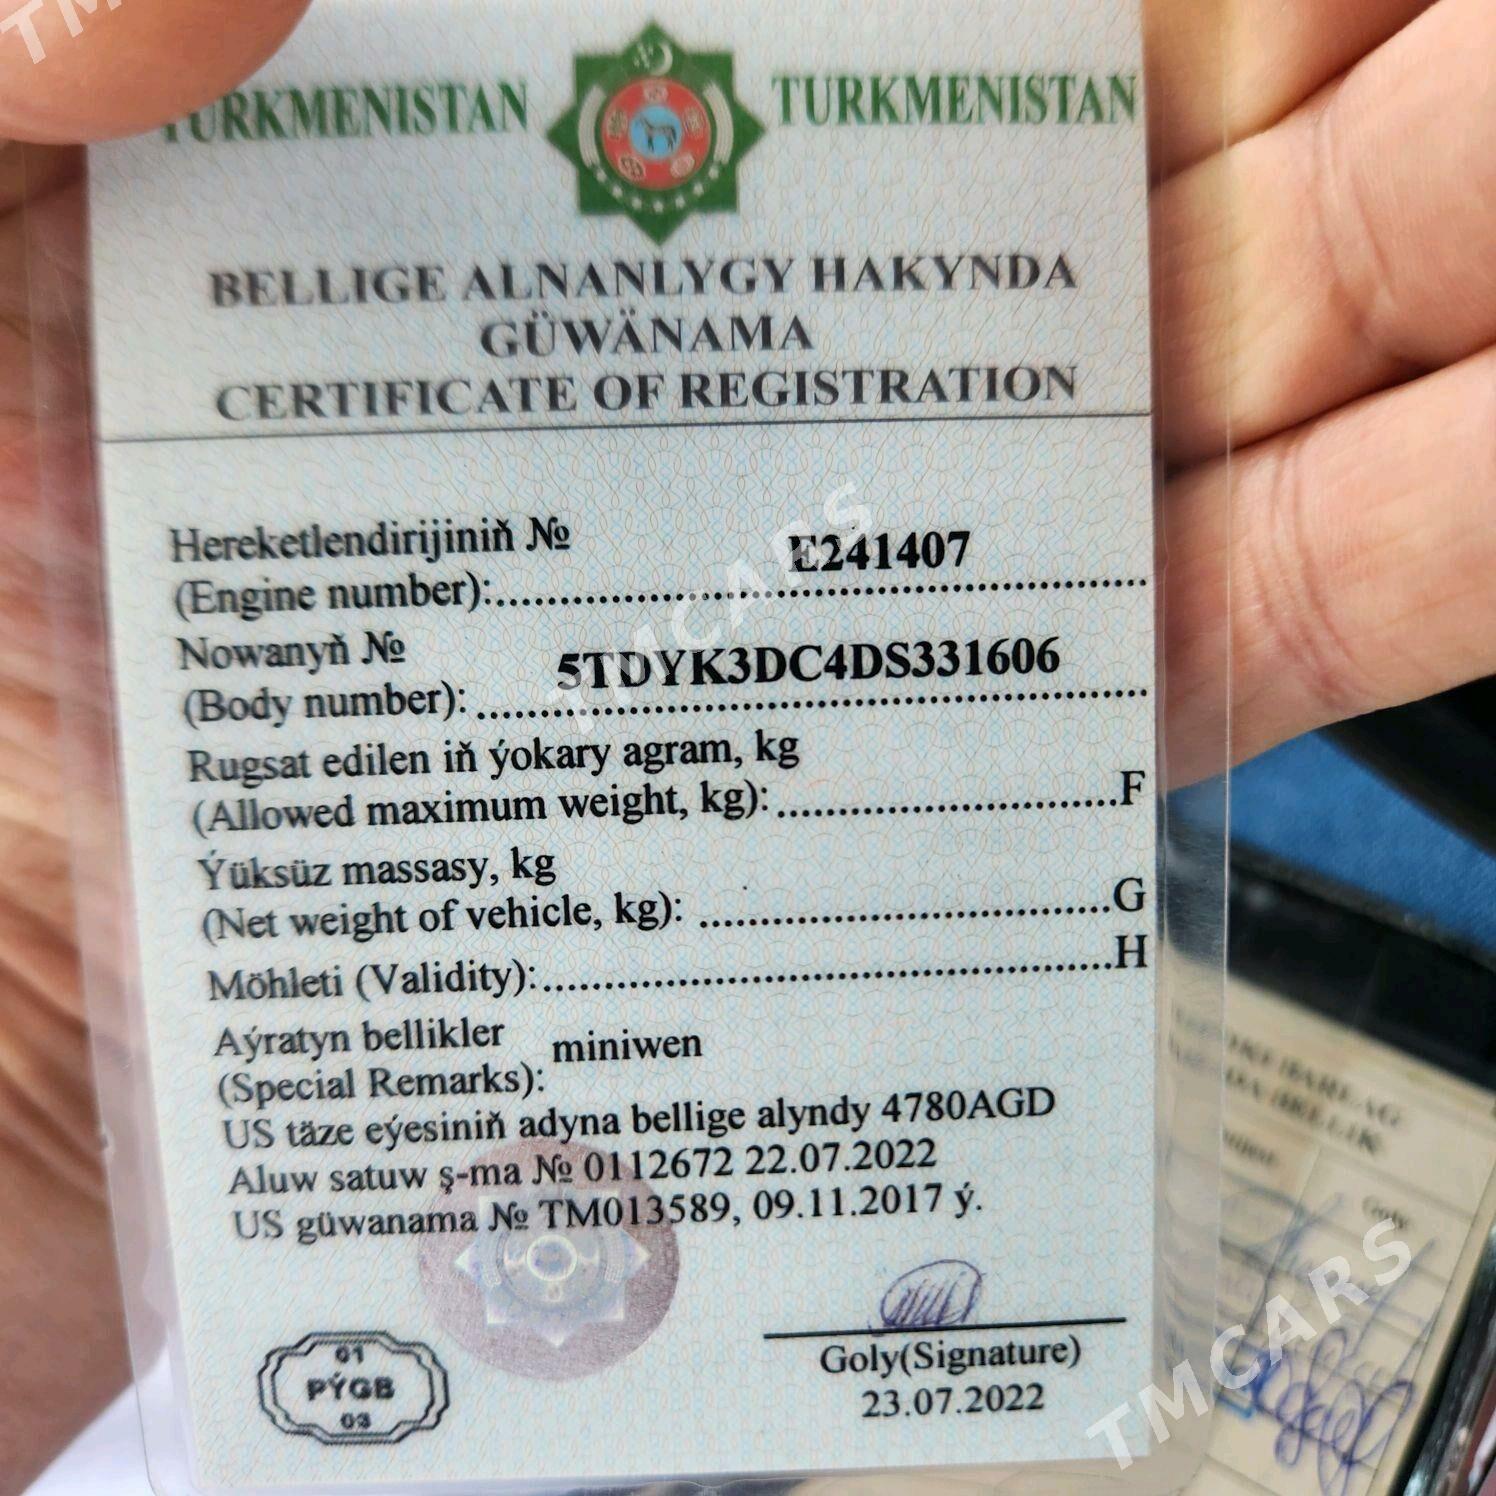 TURKMENISTAN TURKMENISTAN
BELLIGE ALNANLYGY HAKYNDA
GÜWÄNAMA
CERTIFICATE OF REGISTRATION
Hereketlendirijiniň №
(Engine number):..... E241407
Nowanyň №
(Body number):..... 5TDYK3DC4DS331606
Rugsat edilen iň ýokary agram, kg
(Allowed maximum weight, kg):.....F
Ýüksüz massasy, kg
(Net weight of vehicle, kg): .....G
Möhleti (Validity):.....H
Aýratyn bellikler miniwen
(Special Remarks):
US täze eýesiniň adyna bellige alyndy 4780AGD
Aluw satuw ş-ma № 0112672 22.07.2022
US güwanama № TM013589, 09.11.2017 ý.
Goly(Signature)
23.07.2022
01
PÝGB
03
Goly
TMCARS
TMCARS